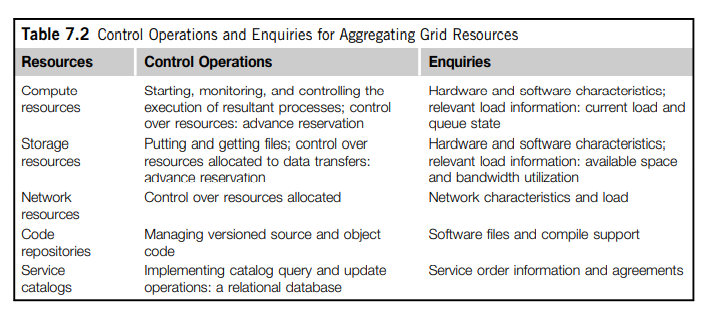 Table 7.2 Control Operations and Enquiries for Aggregating Grid Resources
Resources Control Operations Enquiries
Compute Starting, monitoring, and controlling the Hardware and software characteristics;
resources execution of resultant processes; control relevant load information: current load and
over resources: advance reservation queue state
Storage Putting and getting files; control over Hardware and software characteristics;
resources resources allocated to data transfers: relevant load information: available space
advance reservation and bandwidth utilization
Network Control over resources allocated Network characteristics and load
resources
Code Managing versioned source and object Software files and compile support
repositories code
Service Implementing catalog query and update Service order information and agreements
catalogs operations: a relational database